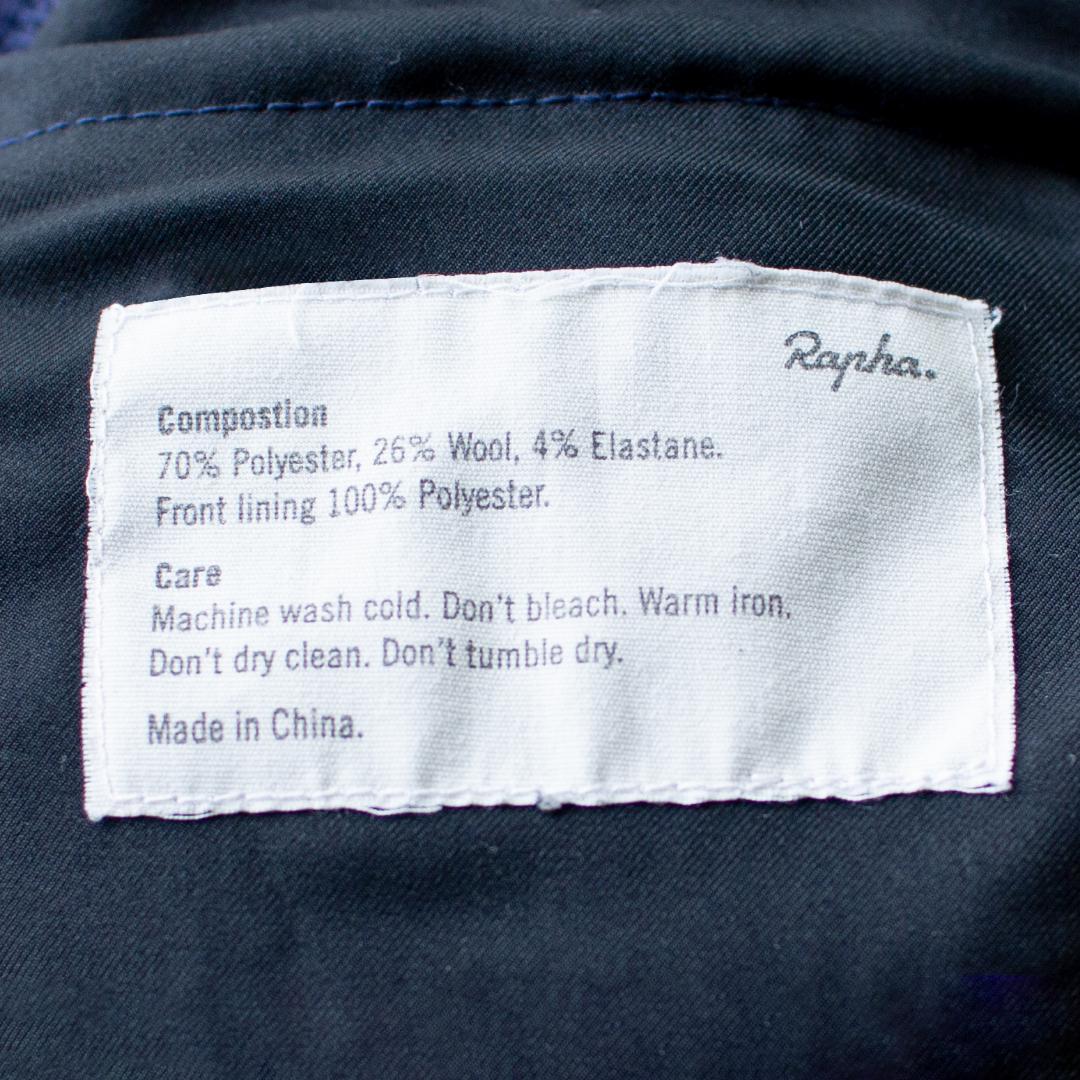 Rapha.
Compostion
70% Polyester, 26% Wool, 4% Elastane.
Front lining 100% Polyester.
Care
Machine wash cold. Don't bleach. Warm iron,
Don't dry clean. Don't tumble dry.
Made in China.